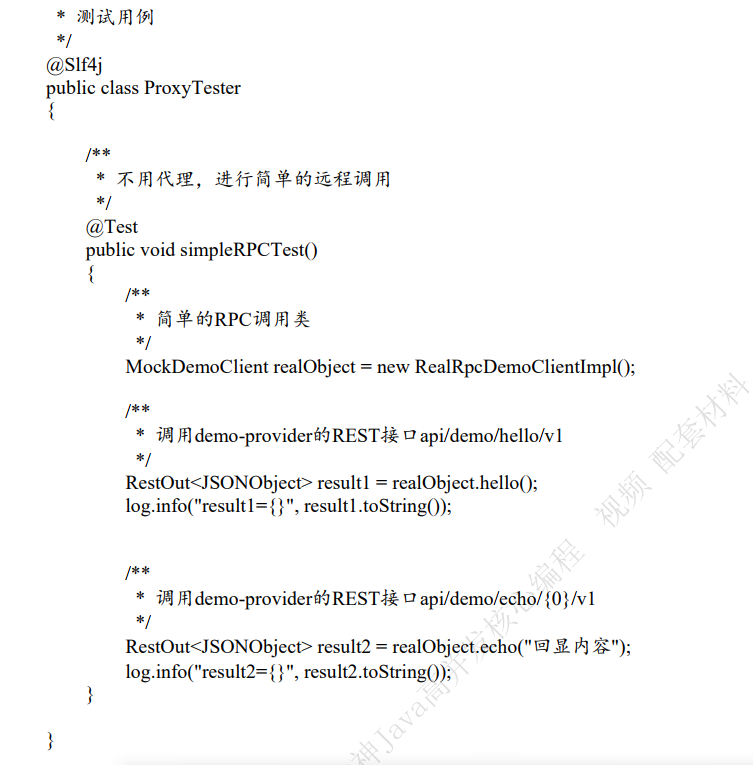 * 测试用例
*/
@Slf4j
public class ProxyTester
{
/**
* 不用代理，进行简单的远程调用
*/
@Test
public void simpleRPCTest()
{
/**
* 简单的RPC调用类
*/
MockDemoClient realObject = new RealRpcDemoClientImpl();
/**
* 调用demo-provider的REST接口api/demo/hello/v1
*/
RestOut<JSONObject> result1 = realObject.hello();
log.info("result1={}", result1.toString());
/**
* 调用demo-provider的REST接口api/demo/echo/{0}/v1
*/
RestOut<JSONObject> result2 = realObject.echo("回显内容");
log.info("result2={}", result2.toString());
}
}
神Java高并发核心编程 视频 配套材料